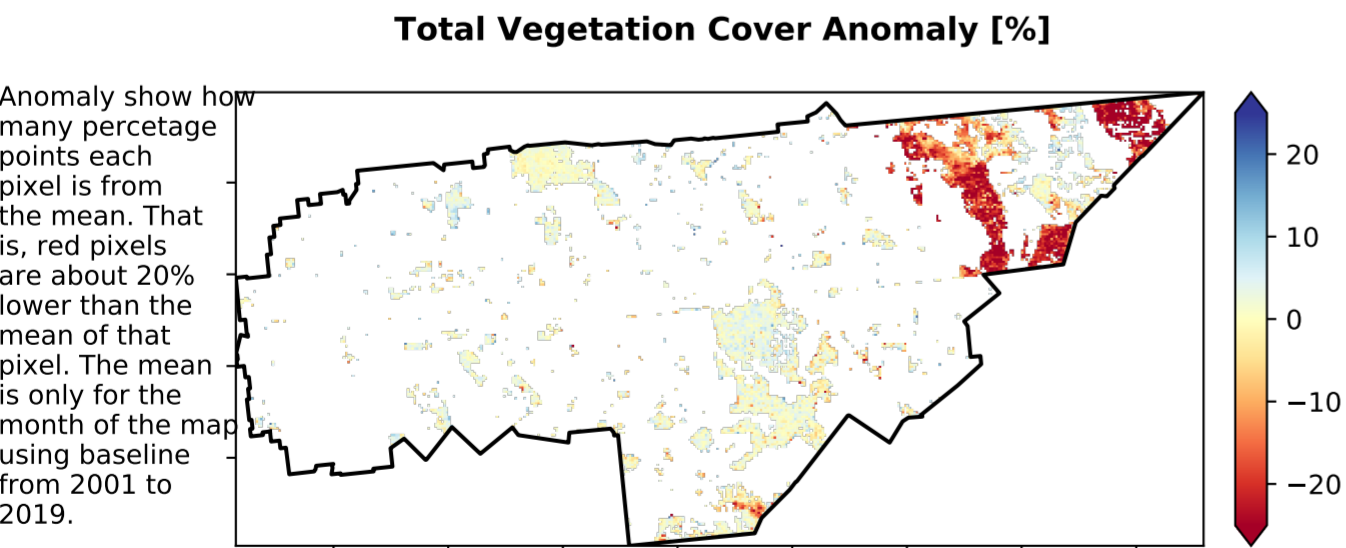 Total Vegetation Cover Anomaly [%]
Anomaly show how
many percetage
points each
pixel is from
the mean. That
is, red pixels
are about 20%
lower than the
mean of that
pixel. The mean
is only for the
month of the map
using baseline
from 2001 to
2019.
20
10
0
−10
−20